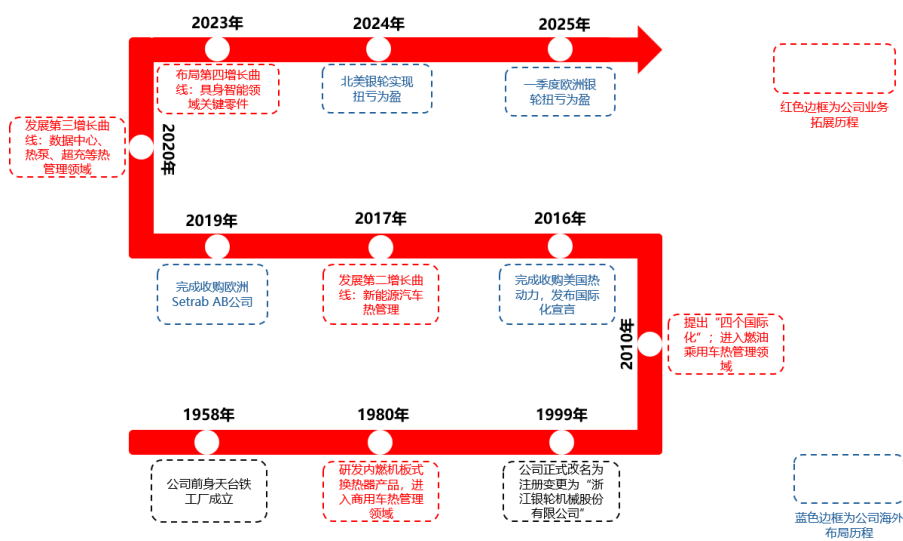 2023年
2024年
2025年
布局第四增长曲
线：具身智能领
域关键零件
北美银轮实现
扭亏为盈
一季度欧洲银
轮扭亏为盈
红色边框为公司业务
拓展历程
发展第三增长曲
线：数据中心、
热泵、超充等热
管理领域
2020年
2019年
2017年
2016年
完成收购欧洲
Setrab AB公司
发展第二增长曲
线：新能源汽车
热管理
完成收购美国热
动力，发布国际
化宣言
2010年
提出“四个国际
化”；进入燃油
乘用车热管理领
域
1958年
1980年
1999年
公司前身天台铁
工厂成立
研发内燃机板式
换热器产品，进
入商用车热管理
领域
公司正式改名为
注册变更为“浙
江银轮机械股份
有限公司”
蓝色边框为公司海外
布局历程